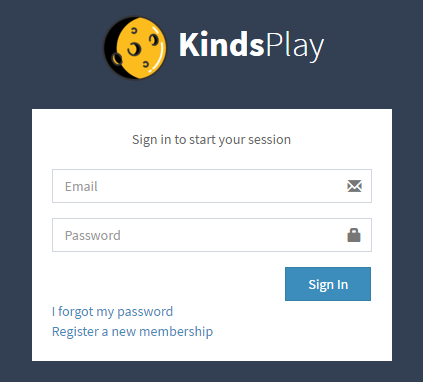 KindsPlay
Sign in to start your session
Email
Password
Sign In
I forgot my password
Register a new membership